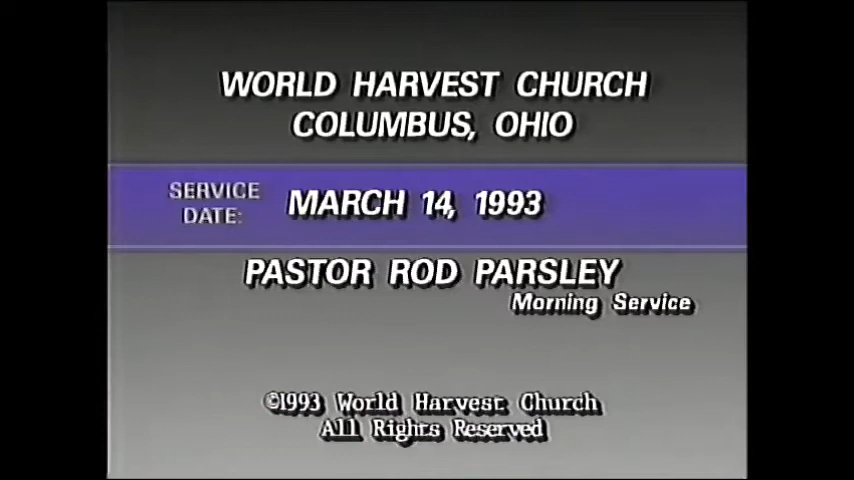 WORLD HARVEST CHURCH
COLUMBUS, OHIO
SERVICE DATE: MARCH 14, 1993
PASTOR ROD PARSLEY
Morning Service
©1993 World Harvest Church
All Rights Reserved